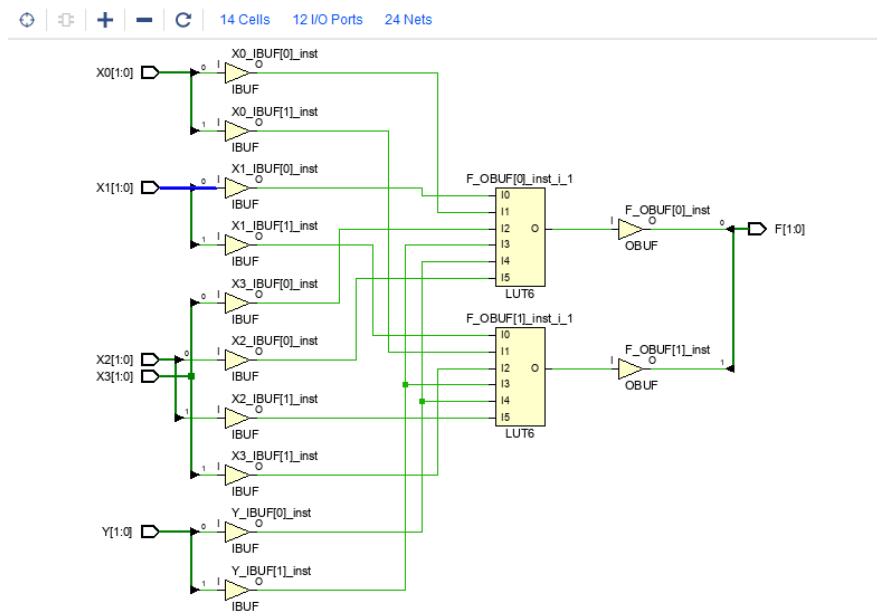 14 Cells 12 I/O Ports 24 Nets
X0_IBUF[0]_inst
X0[1:0] 0 I O
IBUF
X0_IBUF[1]_inst
1 I O
IBUF
X1_IBUF[0]_inst
X1[1:0] 0 I O
IBUF
F_OBUF[0]_inst_i_1
I0
I1
I2
I3
I4
I5
O
LUT6
X1_IBUF[1]_inst
1 I O
IBUF
F_OBUF[0]_inst
I O 0 F[1:0]
OBUF
X3_IBUF[0]_inst
0 I O
IBUF
F_OBUF[1]_inst_i_1
I0
I1
I2
I3
I4
I5
O
LUT6
X2_IBUF[0]_inst
X2[1:0] 0 I O
X3[1:0]
IBUF
F_OBUF[1]_inst
I O 1
OBUF
X2_IBUF[1]_inst
1 I O
IBUF
X3_IBUF[1]_inst
1 I O
IBUF
Y_IBUF[0]_inst
Y[1:0] 0 I O
IBUF
Y_IBUF[1]_inst
1 I O
IBUF